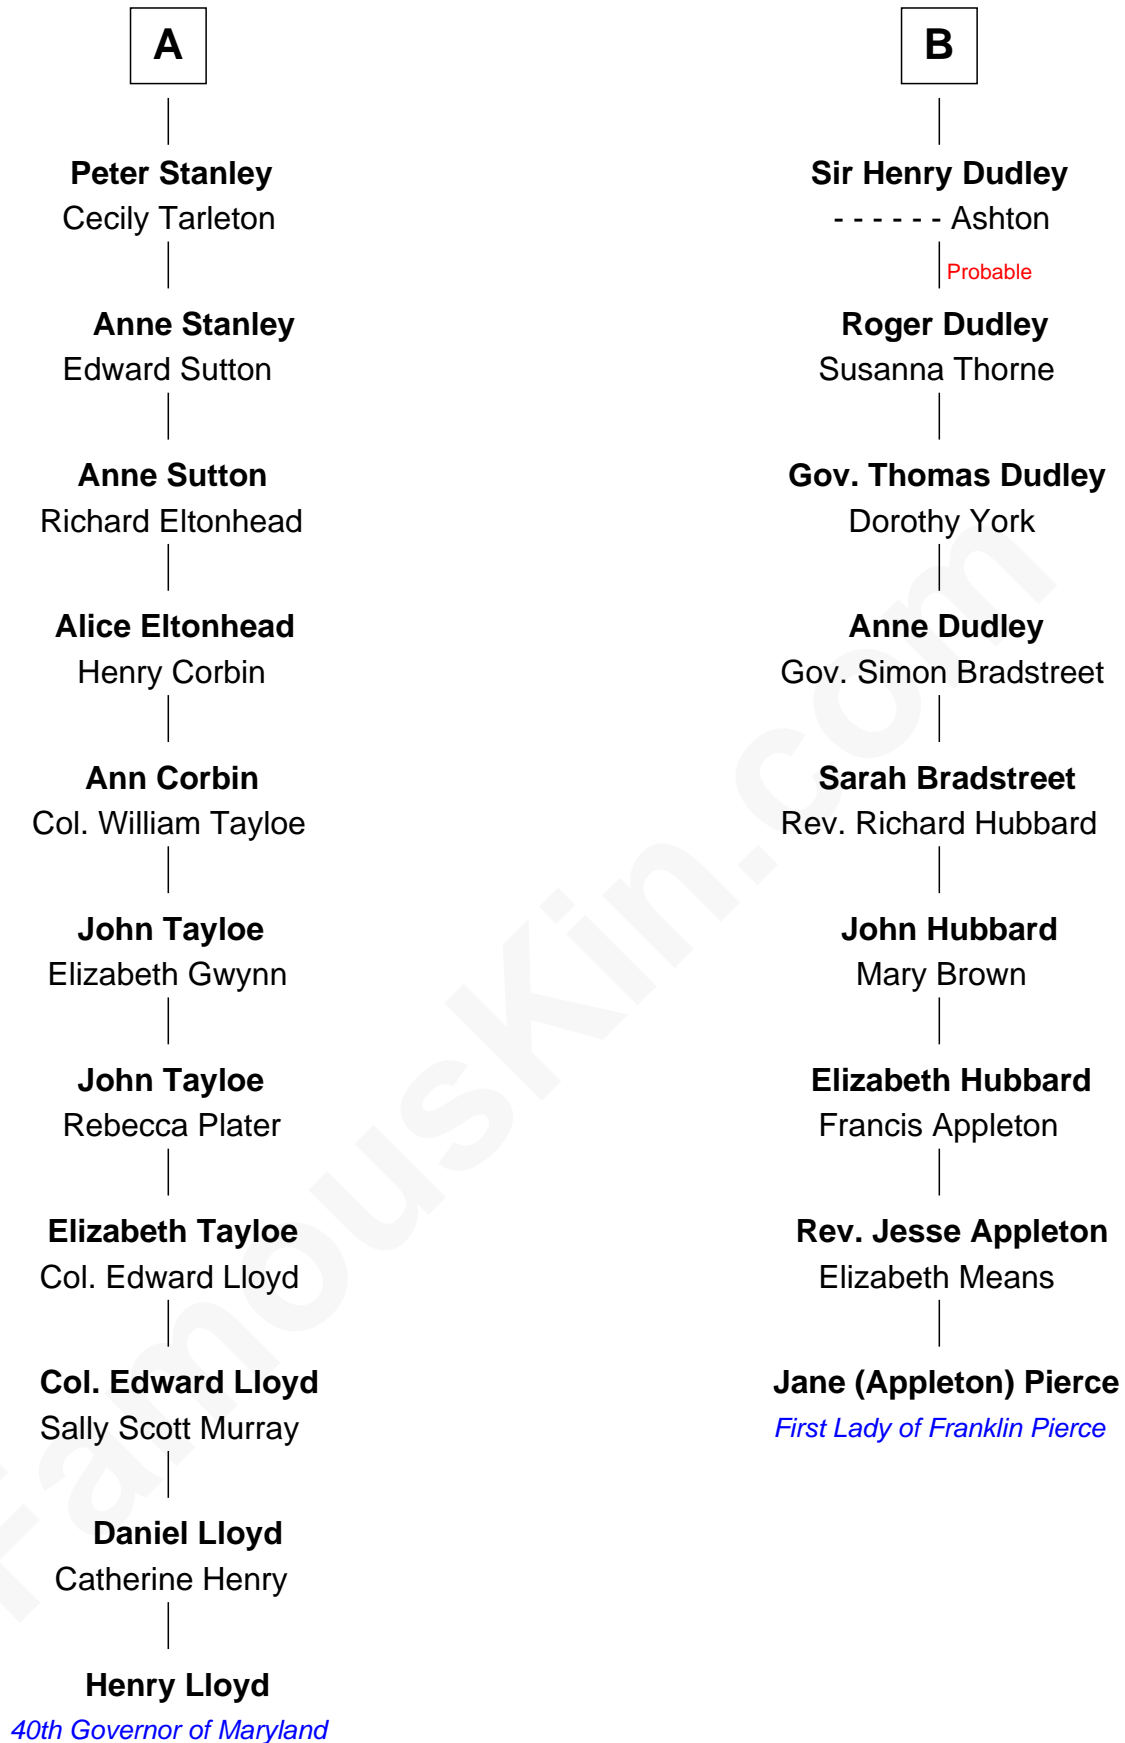 A
Peter Stanley
Cecily Tarleton
Anne Stanley
Edward Sutton
Anne Sutton
Richard Eltonhead
Alice Eltonhead
Henry Corbin
Ann Corbin
Col. William Tayloe
John Tayloe
Elizabeth Gwynn
John Tayloe
Rebecca Plater
Elizabeth Tayloe
Col. Edward Lloyd
Col. Edward Lloyd
Sally Scott Murray
Daniel Lloyd
Catherine Henry
Henry Lloyd
40th Governor of Maryland
B
Sir Henry Dudley
- - - - - - Ashton
Probable
Roger Dudley
Susanna Thorne
Gov. Thomas Dudley
Dorothy York
Anne Dudley
Gov. Simon Bradstreet
Sarah Bradstreet
Rev. Richard Hubbard
John Hubbard
Mary Brown
Elizabeth Hubbard
Francis Appleton
Rev. Jesse Appleton
Elizabeth Means
Jane (Appleton) Pierce
First Lady of Franklin Pierce
FamousKin.com